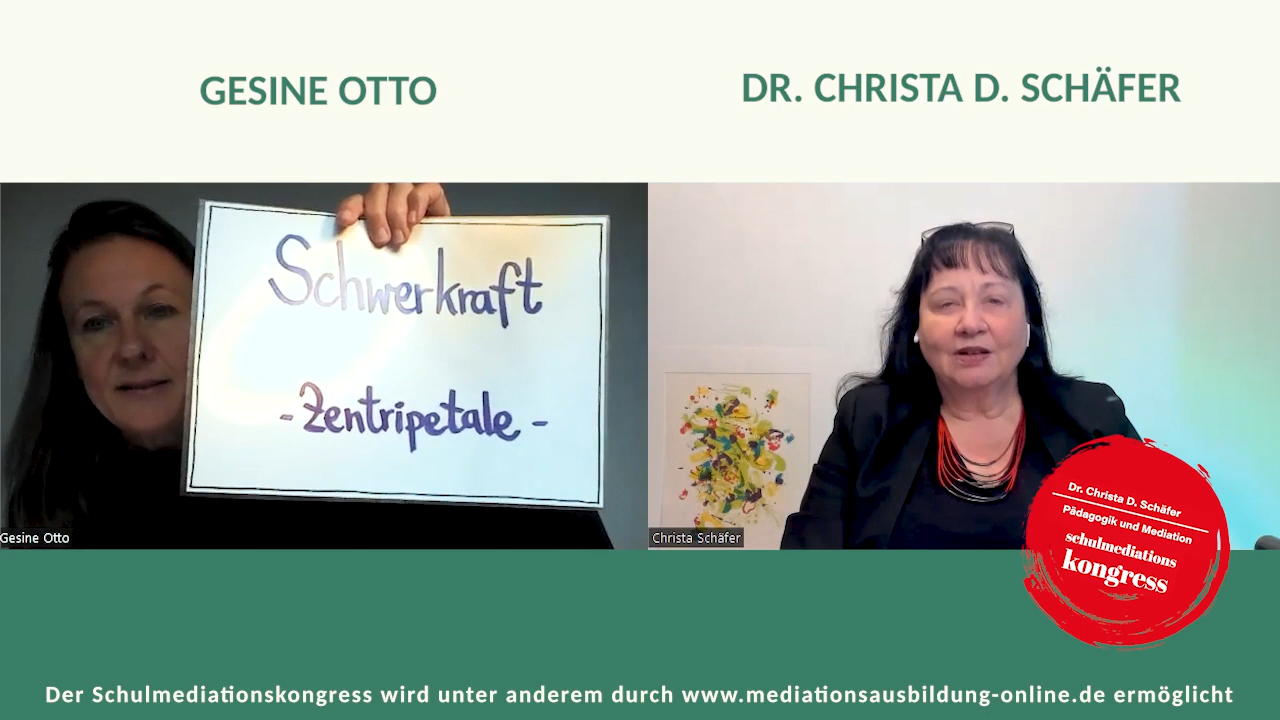 GESINE OTTO
DR. CHRISTA D. SCHÄFER
Schwerkraft
- Zentripetale -
Gesine Otto
Christa Schäfer
Dr. Christa D. Schäfer
Pädagogik und Mediation
schulmediations
kongress
Der Schulmediationskongress wird unter anderem durch www.mediationsausbildung-online.de ermöglicht